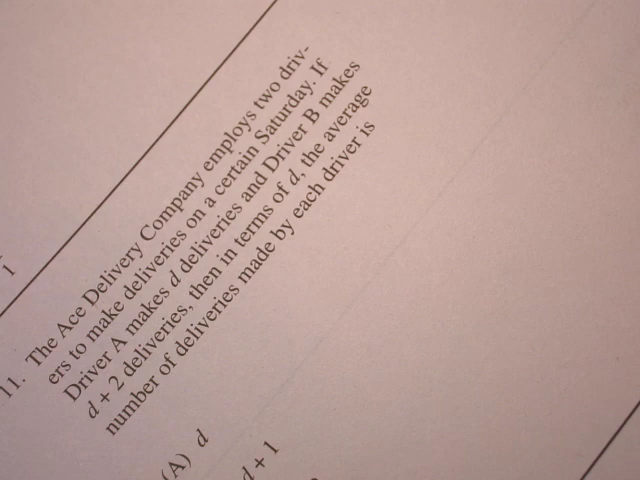 1
11. The Ace Delivery Company employs two driv-
ers to make deliveries on a certain Saturday. If
Driver A makes d deliveries and Driver B makes
d + 2 deliveries, then in terms of d, the average
number of deliveries made by each driver is
(A) d
d + 1